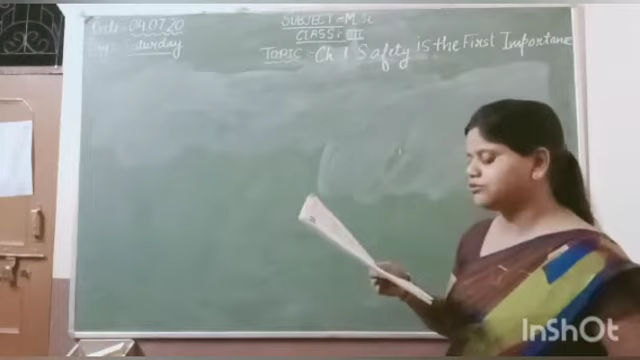 Date:- 04.07.20
Day:- Saturday
SUBJECT:- M.Sc
CLASS:- III
TOPIC:- Ch 1 Safety is the First Importance
InShOt